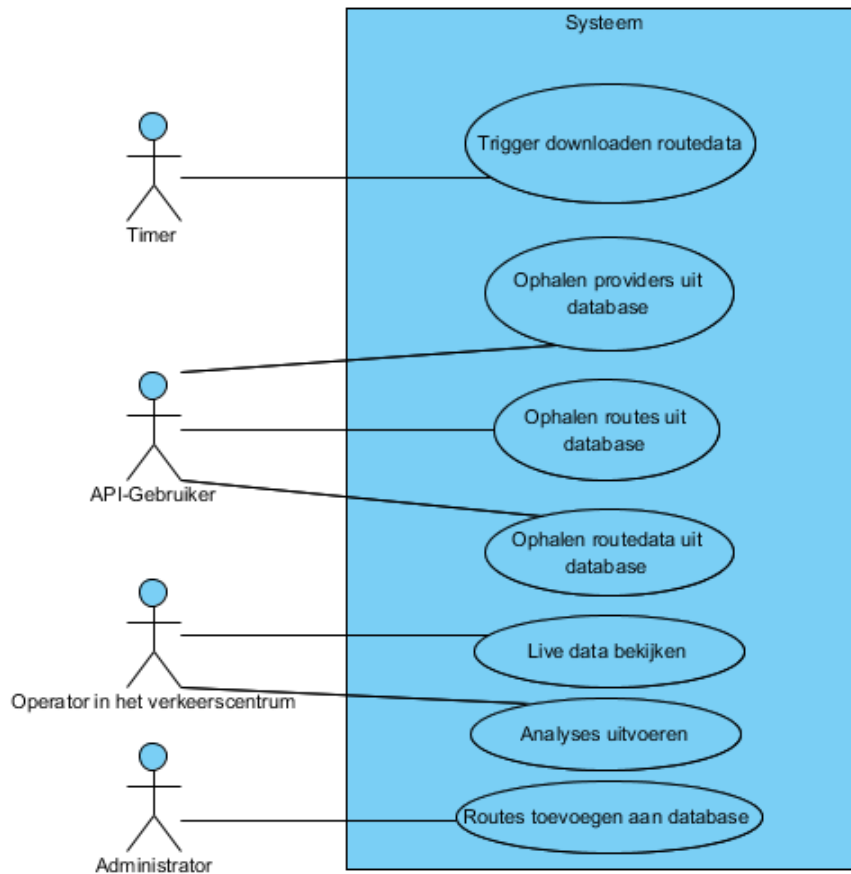 Systeem
Trigger downloaden routedata
Timer
Ophalen providers uit
database
Ophalen routes uit
database
API-Gebruiker
Ophalen routedata uit
database
Live data bekijken
Operator in het verkeerscentrum
Analyses uitvoeren
Routes toevoegen aan database
Administrator